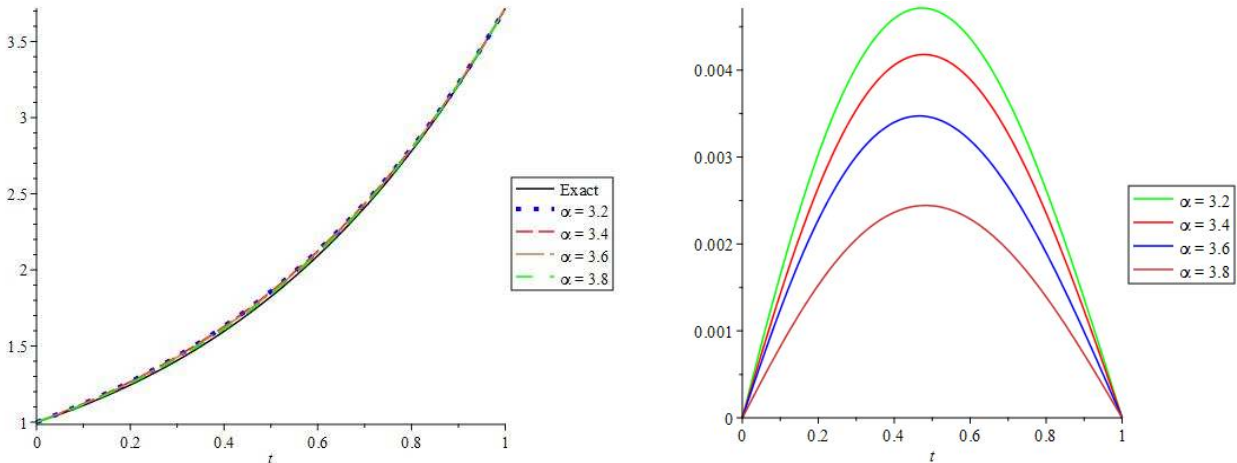 3.5
3
2.5
2
1.5
1
0 0.2 0.4 0.6 0.8 1
t
Exact
α = 3.2
α = 3.4
α = 3.6
α = 3.8
0.004
0.003
0.002
0.001
0
0 0.2 0.4 0.6 0.8 1
t
α = 3.2
α = 3.4
α = 3.6
α = 3.8